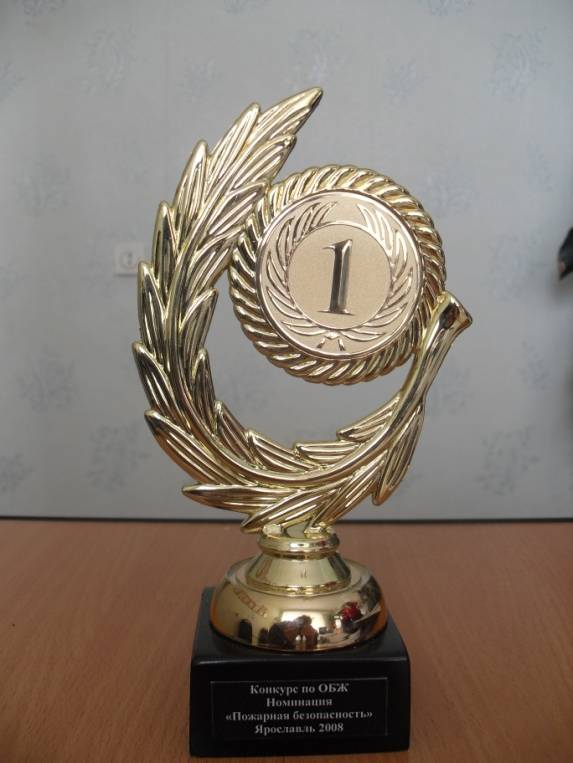 1
Конкурс по ОБЖ
Номинация
«Пожарная безопасность»
Ярославль 2008